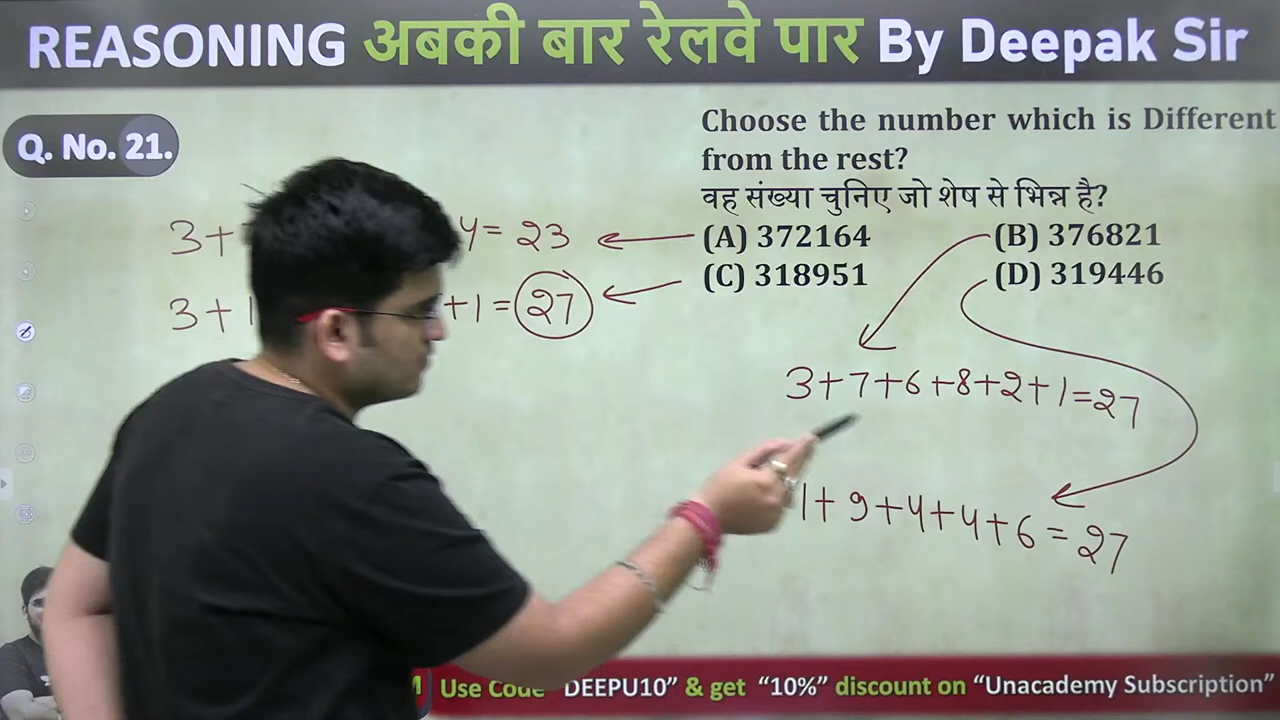 REASONING अबकी बार रेलवे पार By Deepak Sir
Q. No. 21.
Choose the number which is Different
from the rest?
वह संख्या चुनिए जो शेष से भिन्न है?
(A) 372164 (B) 376821
(C) 318951 (D) 319446
3+ 4= 23
3+1 +1=27
3+7+6+8+2+1=27
1+9+4+4+6=27
Use Code "DEEPU10" & get "10%" discount on "Unacademy Subscription"